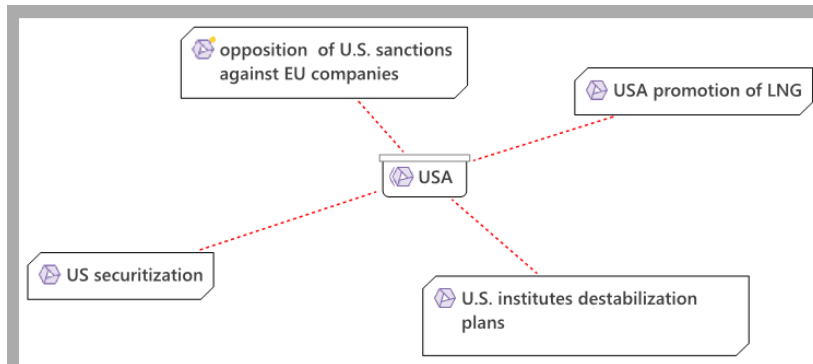 opposition  of U.S. sanctions
against EU companies
USA promotion of LNG
USA
US securitization
U.S. institutes destabilization
plans